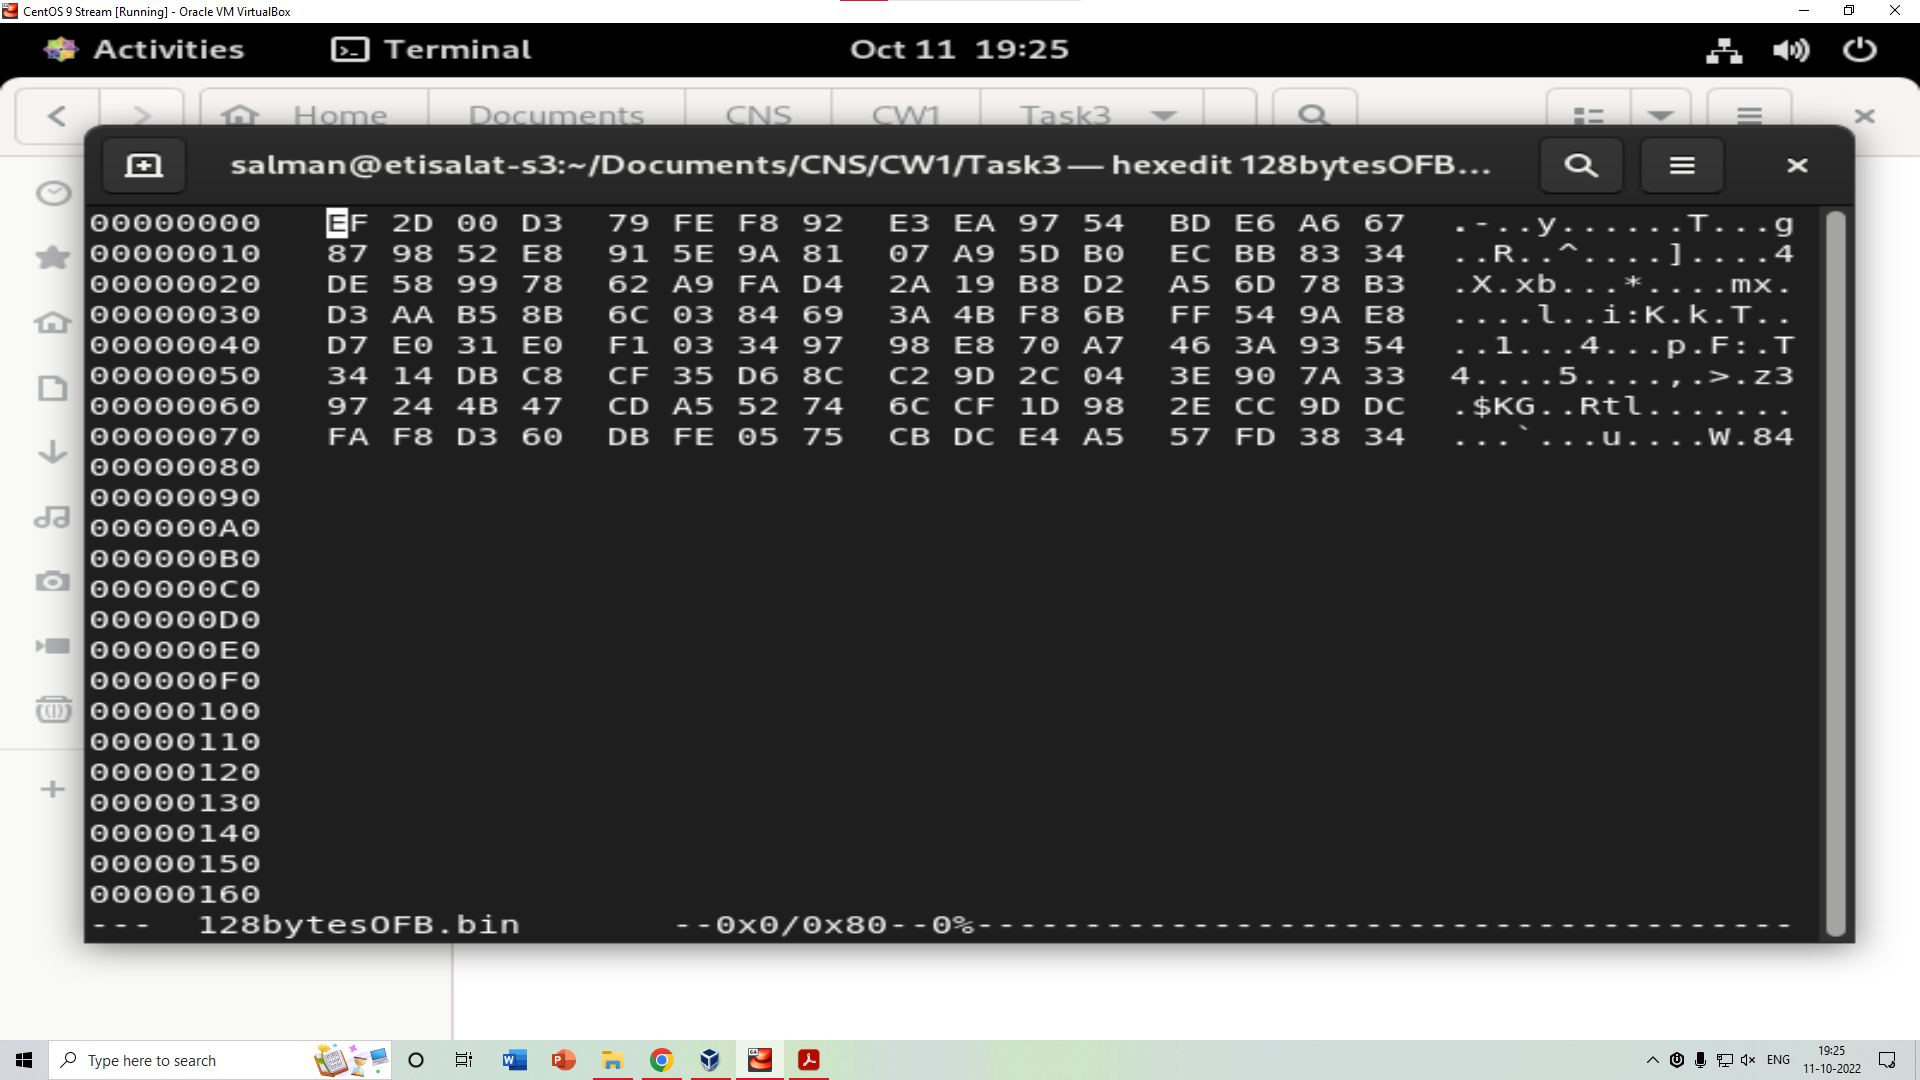 CentOS 9 Stream [Running] - Oracle VM VirtualBox
Activities Terminal Oct 11 19:25
Home Documents CNS CW1 Task3
salman@etisalat-s3:~/Documents/CNS/CW1/Task3 — hexedit 128bytesOFB...
00000000 EF 2D 00 D3 79 FE F8 92 E3 EA 97 54 BD E6 A6 67 .-..y......T...g
00000010 87 98 52 E8 91 5E 9A 81 07 A9 5D B0 EC BB 83 34 ..R..^....]....4
00000020 DE 58 99 78 62 A9 FA D4 2A 19 B8 D2 A5 6D 78 B3 .X.xb...*....mx.
00000030 D3 AA B5 8B 6C 03 84 69 3A 4B F8 6B FF 54 9A E8 ....l..i:K.k.T..
00000040 D7 E0 31 E0 F1 03 34 97 98 E8 70 A7 46 3A 93 54 ..1...4...p.F:.T
00000050 34 14 DB C8 CF 35 D6 8C C2 9D 2C 04 3E 90 7A 33 4....5....,.>.z3
00000060 97 24 4B 47 CD A5 52 74 6C CF 1D 98 2E CC 9D DC .$KG..Rtl.......
00000070 FA F8 D3 60 DB FE 05 75 CB DC E4 A5 57 FD 38 34 ...`...u....W.84
00000080
00000090
000000A0
000000B0
000000C0
000000D0
000000E0
000000F0
00000100
00000110
00000120
00000130
00000140
00000150
00000160
--- 128bytesOFB.bin --0x0/0x80--0%--------------------------------------
Type here to search
ENG 19:25
11-10-2022